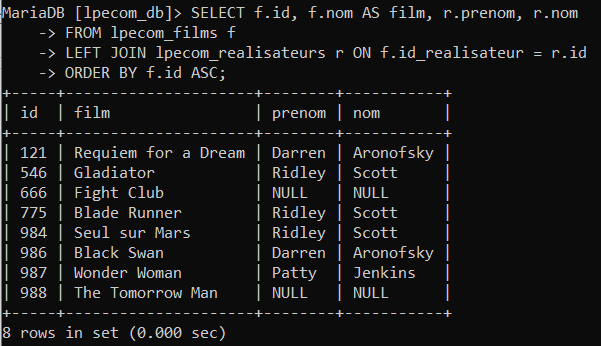 MariaDB [lpecom_db]> SELECT f.id, f.nom AS film, r.prenom, r.nom
    -> FROM lpecom_films f
    -> LEFT JOIN lpecom_realisateurs r ON f.id_realisateur = r.id
    -> ORDER BY f.id ASC;
+-----+---------------------+--------+-----------+
| id  | film                | prenom | nom       |
+-----+---------------------+--------+-----------+
| 121 | Requiem for a Dream | Darren | Aronofsky |
| 546 | Gladiator           | Ridley | Scott     |
| 666 | Fight Club          | NULL   | NULL      |
| 775 | Blade Runner        | Ridley | Scott     |
| 984 | Seul sur Mars       | Ridley | Scott     |
| 986 | Black Swan          | Darren | Aronofsky |
| 987 | Wonder Woman        | Patty  | Jenkins   |
| 988 | The Tomorrow Man    | NULL   | NULL      |
+-----+---------------------+--------+-----------+
8 rows in set (0.000 sec)